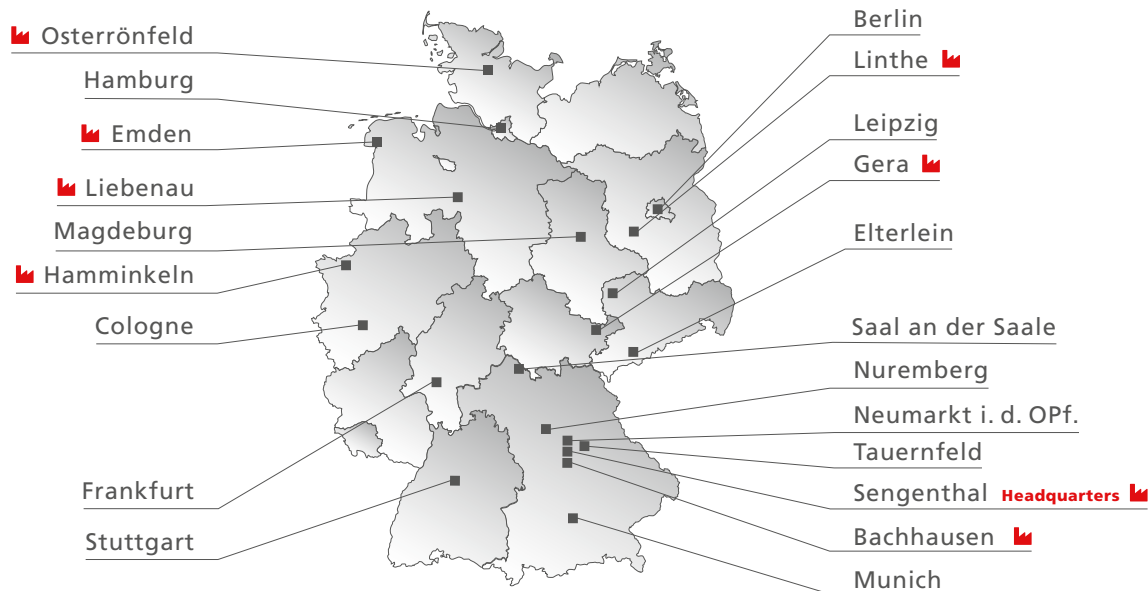 Osterrönfeld
Hamburg
Emden
Liebenau
Magdeburg
Hamminkeln
Cologne
Frankfurt
Stuttgart
Berlin
Linthe
Leipzig
Gera
Elterlein
Saal an der Saale
Nuremberg
Neumarkt i. d. OPf.
Tauernfeld
Sengenthal Headquarters
Bachhausen
Munich